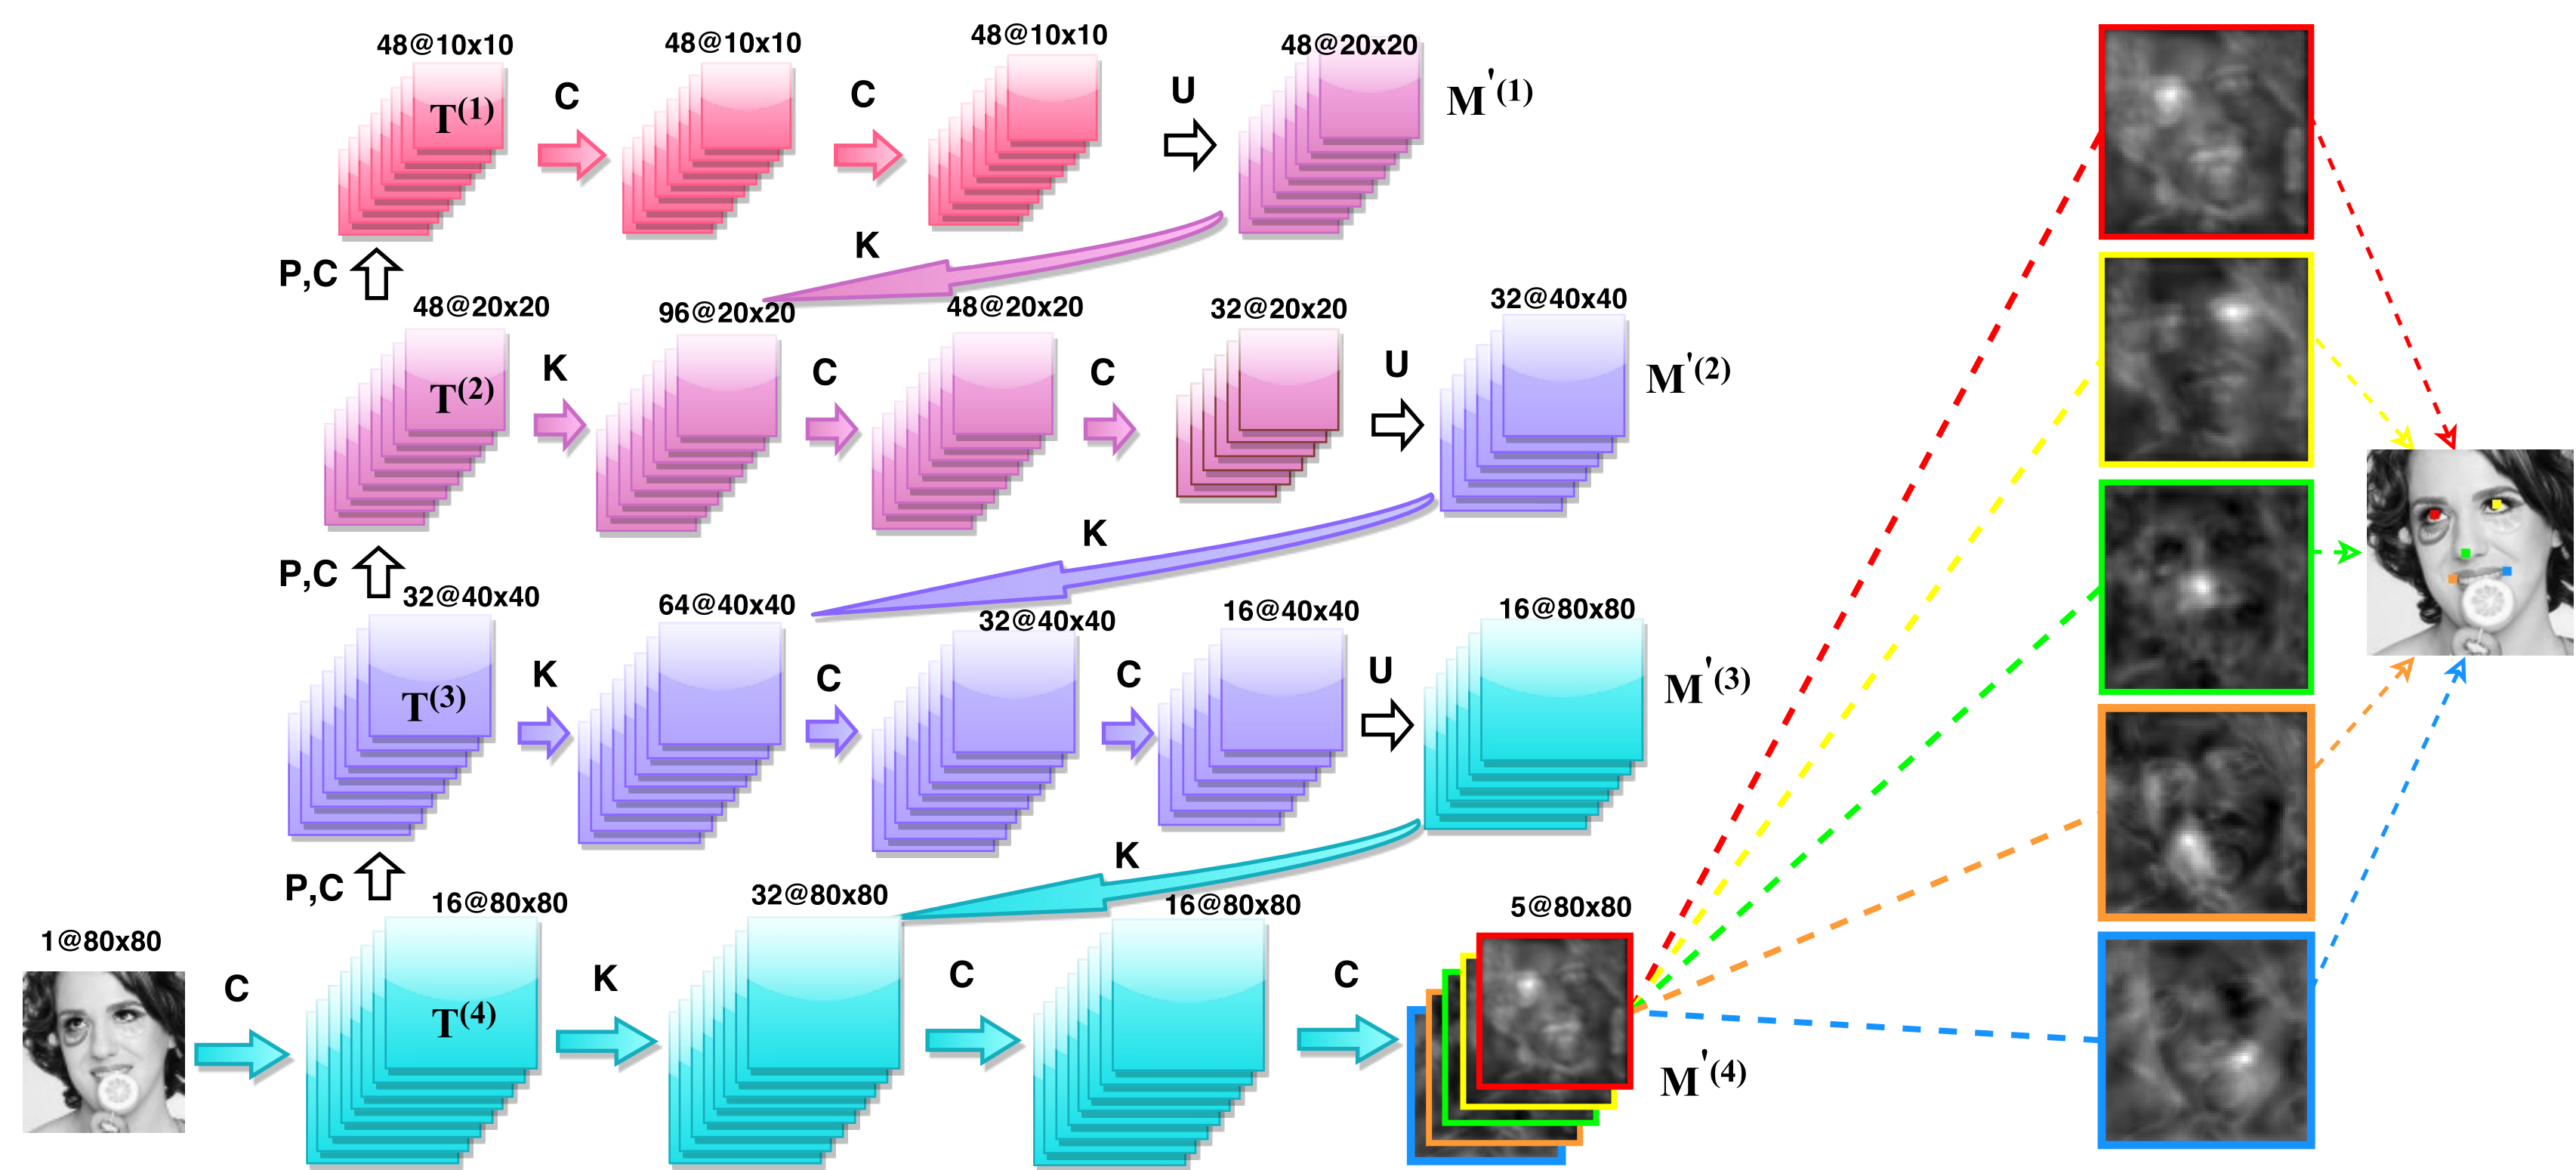 48@10x10 48@10x10 48@10x10 48@20x20
T(1) C C U M'(1)
P,C K
48@20x20 96@20x20 48@20x20 32@20x20 32@40x40
T(2) K C C U M'(2)
P,C K
32@40x40 64@40x40 32@40x40 16@40x40 16@80x80
T(3) K C C U M'(3)
P,C K
1@80x80 16@80x80 32@80x80 16@80x80 5@80x80
C T(4) K C C M'(4)